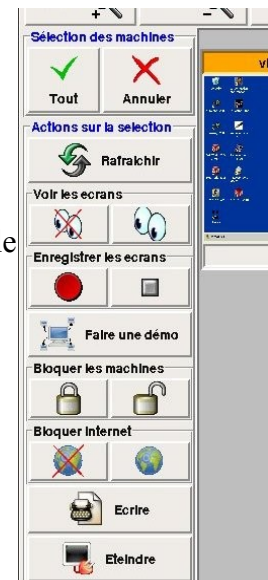 Sélection des machines
Tout
Annuler
Actions sur la selection
Rafraîchir
Voir les ecrans
Enregistrer les ecrans
Faire une démo
Bloquer les machines
Bloquer Internet
Ecrire
Eteindre